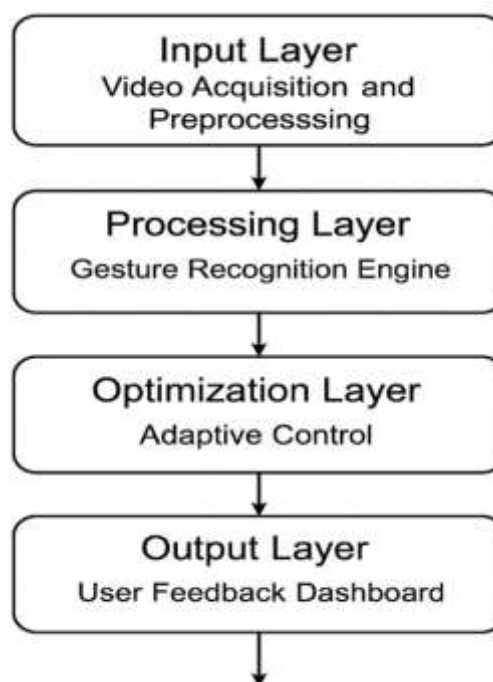 Input Layer
Video Acquisition and
Preprocesssing
Processing Layer
Gesture Recognition Engine
Optimization Layer
Adaptive Control
Output Layer
User Feedback Dashboard